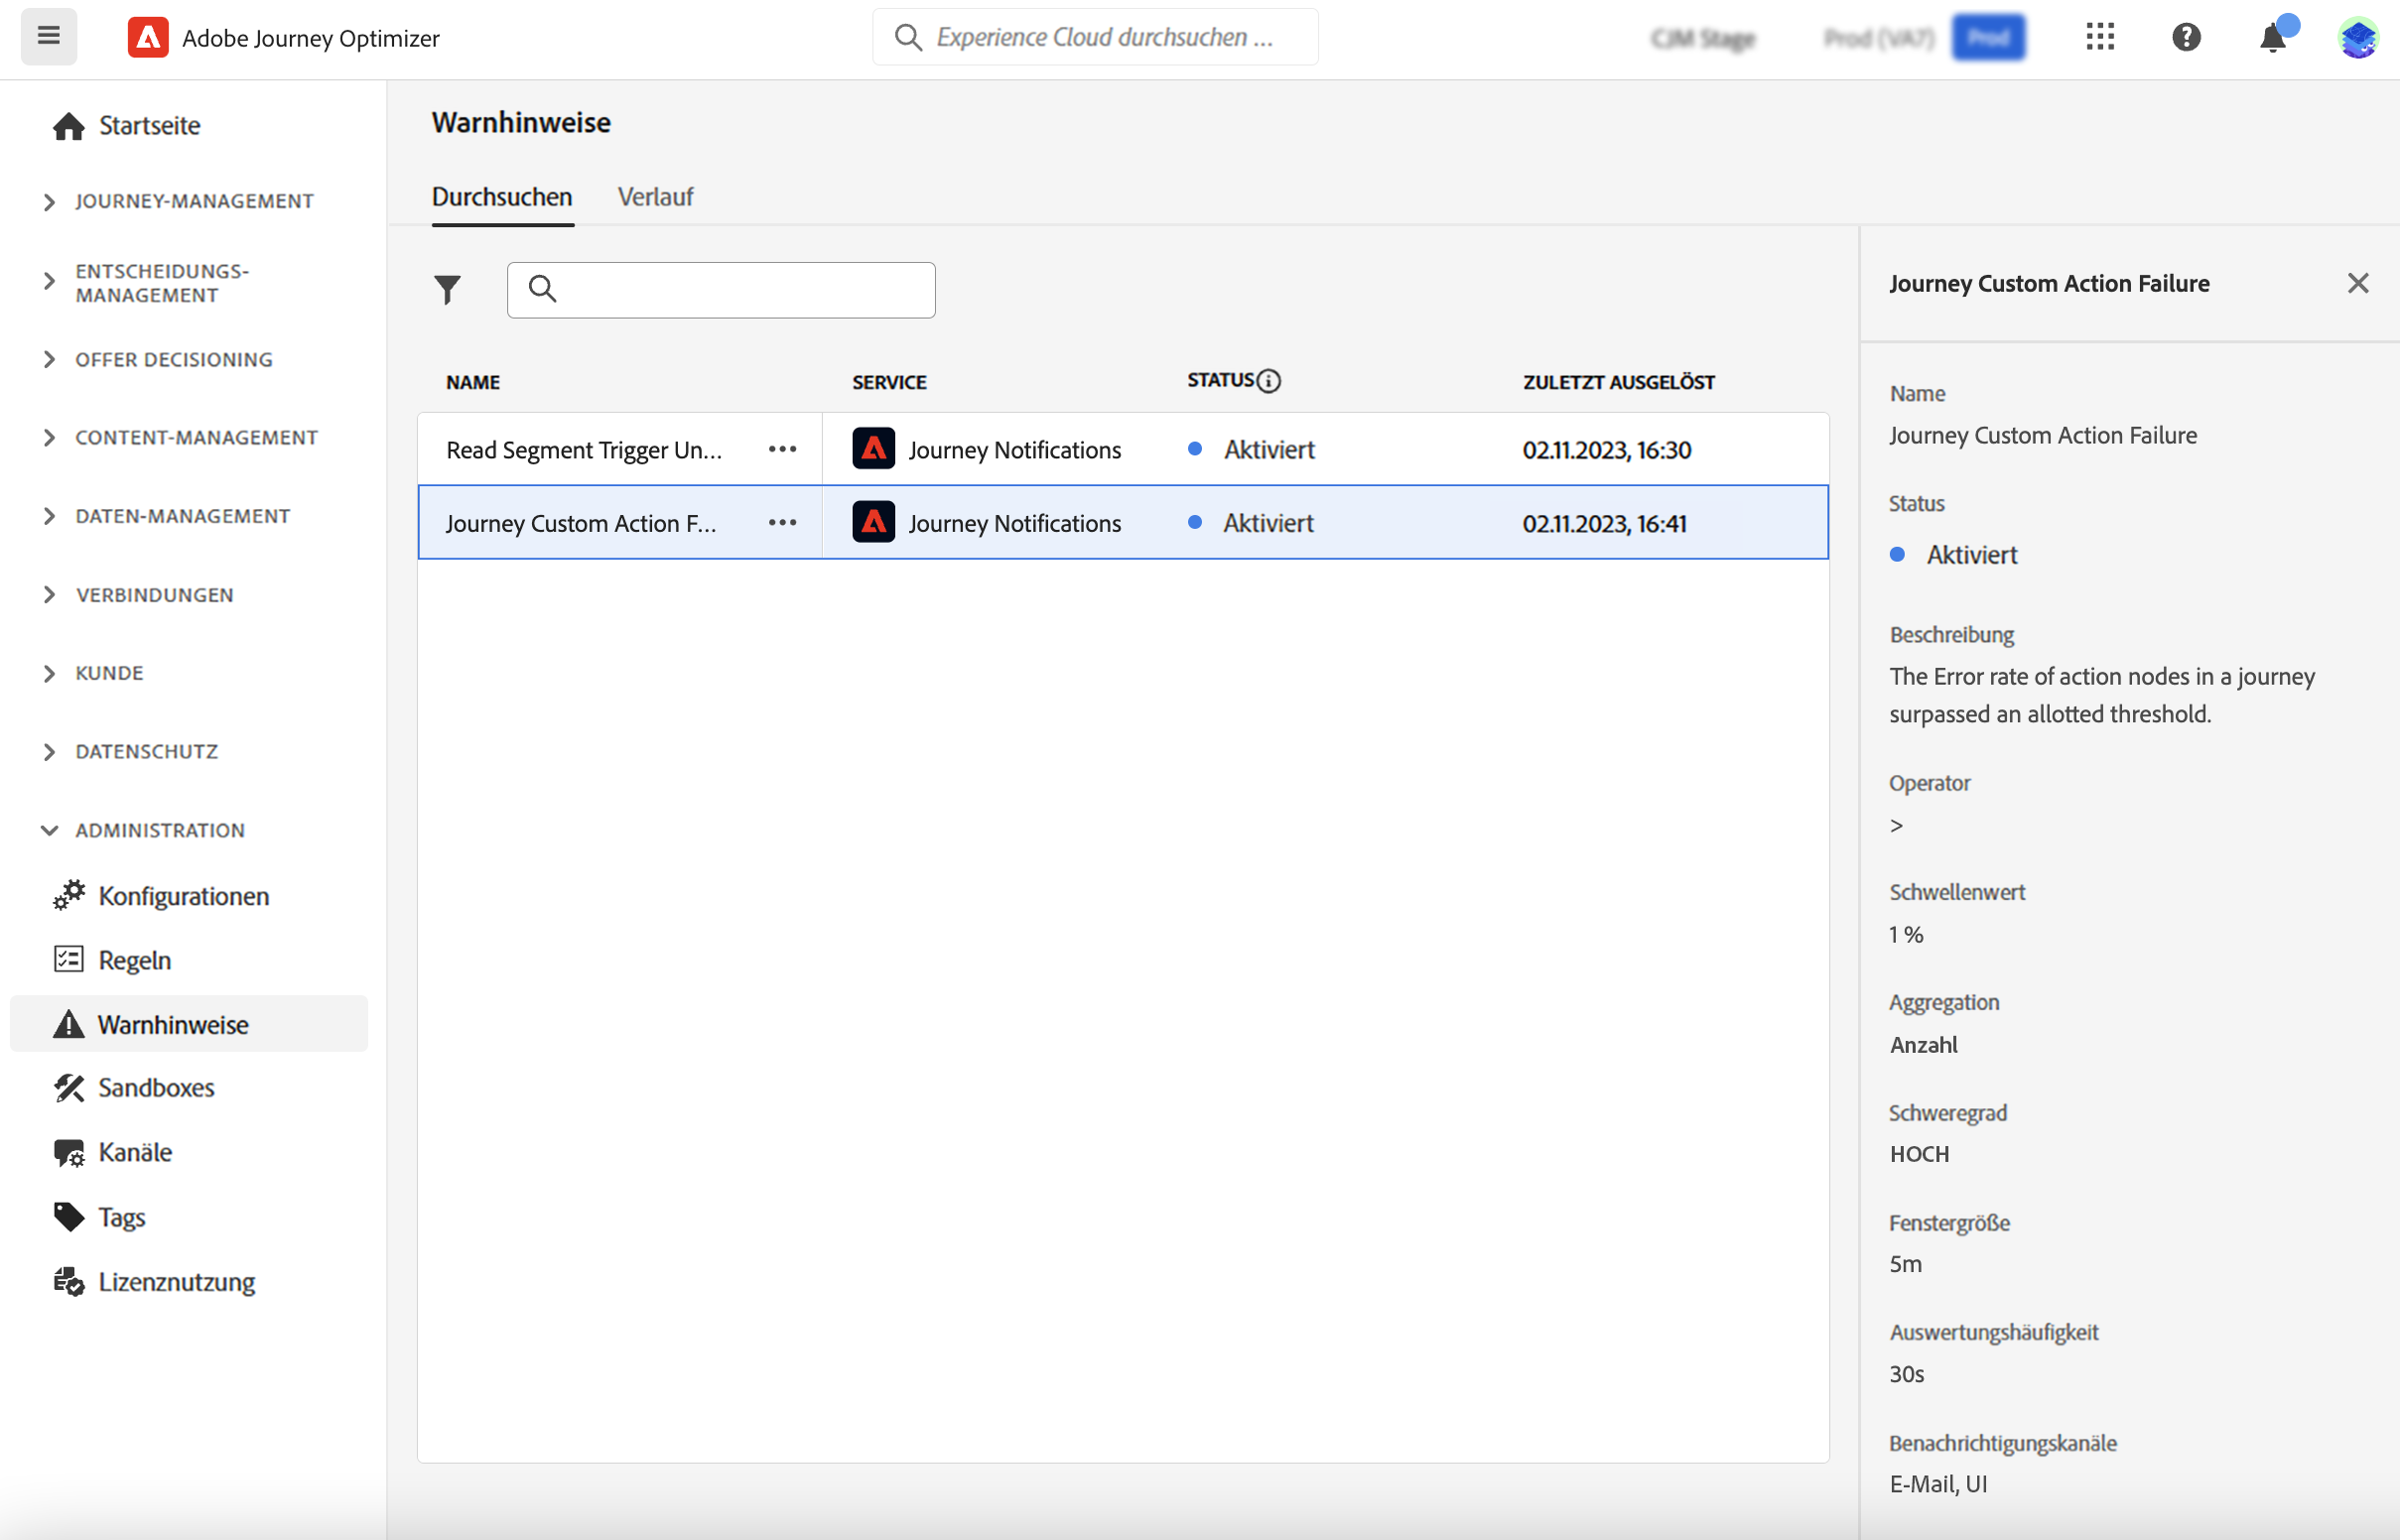 Adobe Journey Optimizer
Experience Cloud durchsuchen ...
CJM Stage
Prod (VA7)
Prod
Startseite
JOURNEY-MANAGEMENT
ENTSCHEIDUNGS-
MANAGEMENT
OFFER DECISIONING
CONTENT-MANAGEMENT
DATEN-MANAGEMENT
VERBINDUNGEN
KUNDE
DATENSCHUTZ
ADMINISTRATION
Konfigurationen
Regeln
Warnhinweise
Sandboxes
Kanäle
Tags
Lizenznutzung
Warnhinweise
Durchsuchen Verlauf
NAME SERVICE STATUS ZULETZT AUSGELÖST
Read Segment Trigger Un... Journey Notifications Aktiviert 02.11.2023, 16:30
Journey Custom Action F... Journey Notifications Aktiviert 02.11.2023, 16:41
Journey Custom Action Failure
Name
Journey Custom Action Failure
Status
Aktiviert
Beschreibung
The Error rate of action nodes in a journey
surpassed an allotted threshold.
Operator
>
Schwellenwert
1 %
Aggregation
Anzahl
Schweregrad
HOCH
Fenstergröße
5m
Auswertungshäufigkeit
30s
Benachrichtigungskanäle
E-Mail, UI